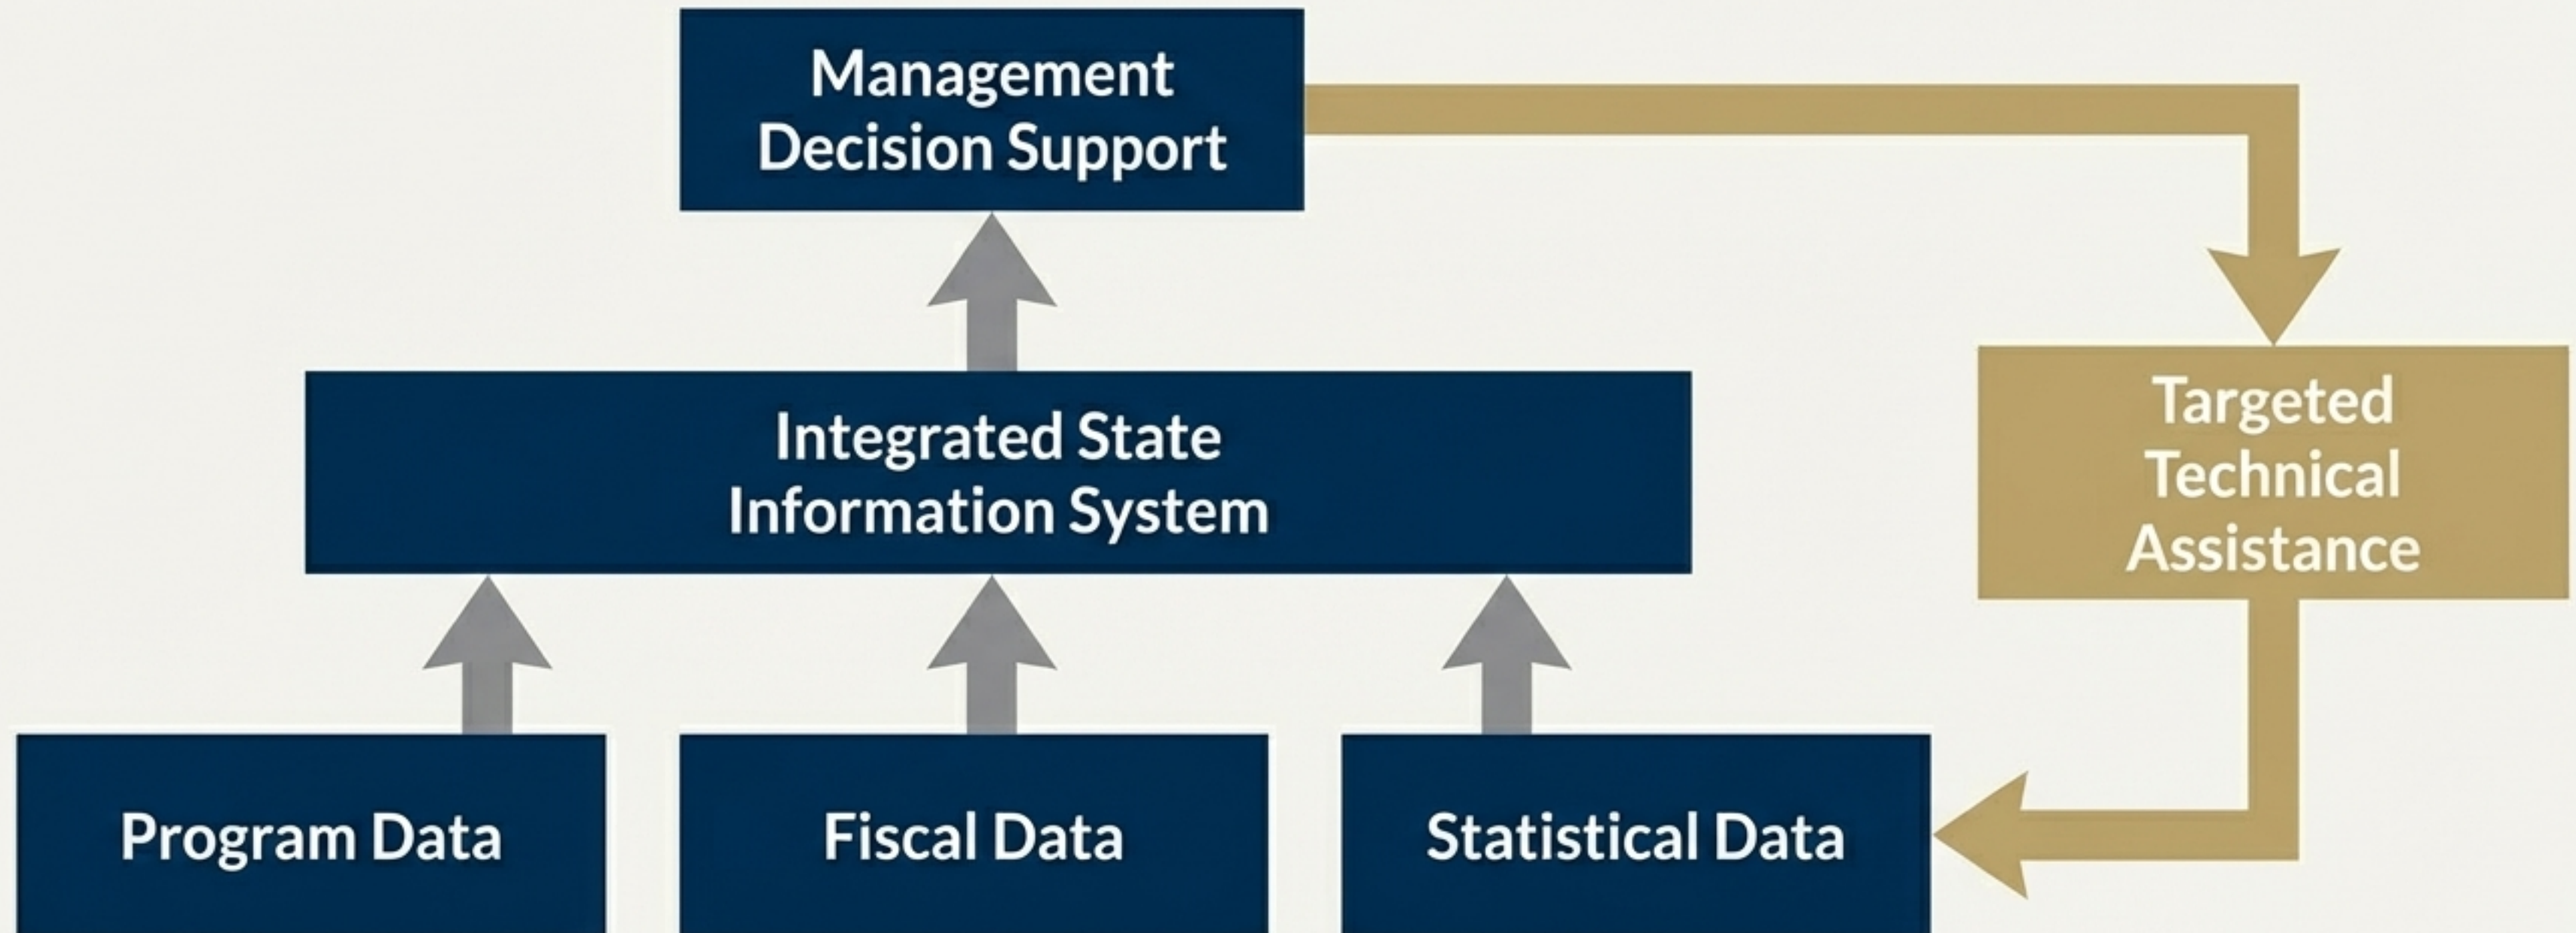 Management
Decision Support
Integrated State
Information System
Targeted
Technical
Assistance
Program Data
Fiscal Data
Statistical Data